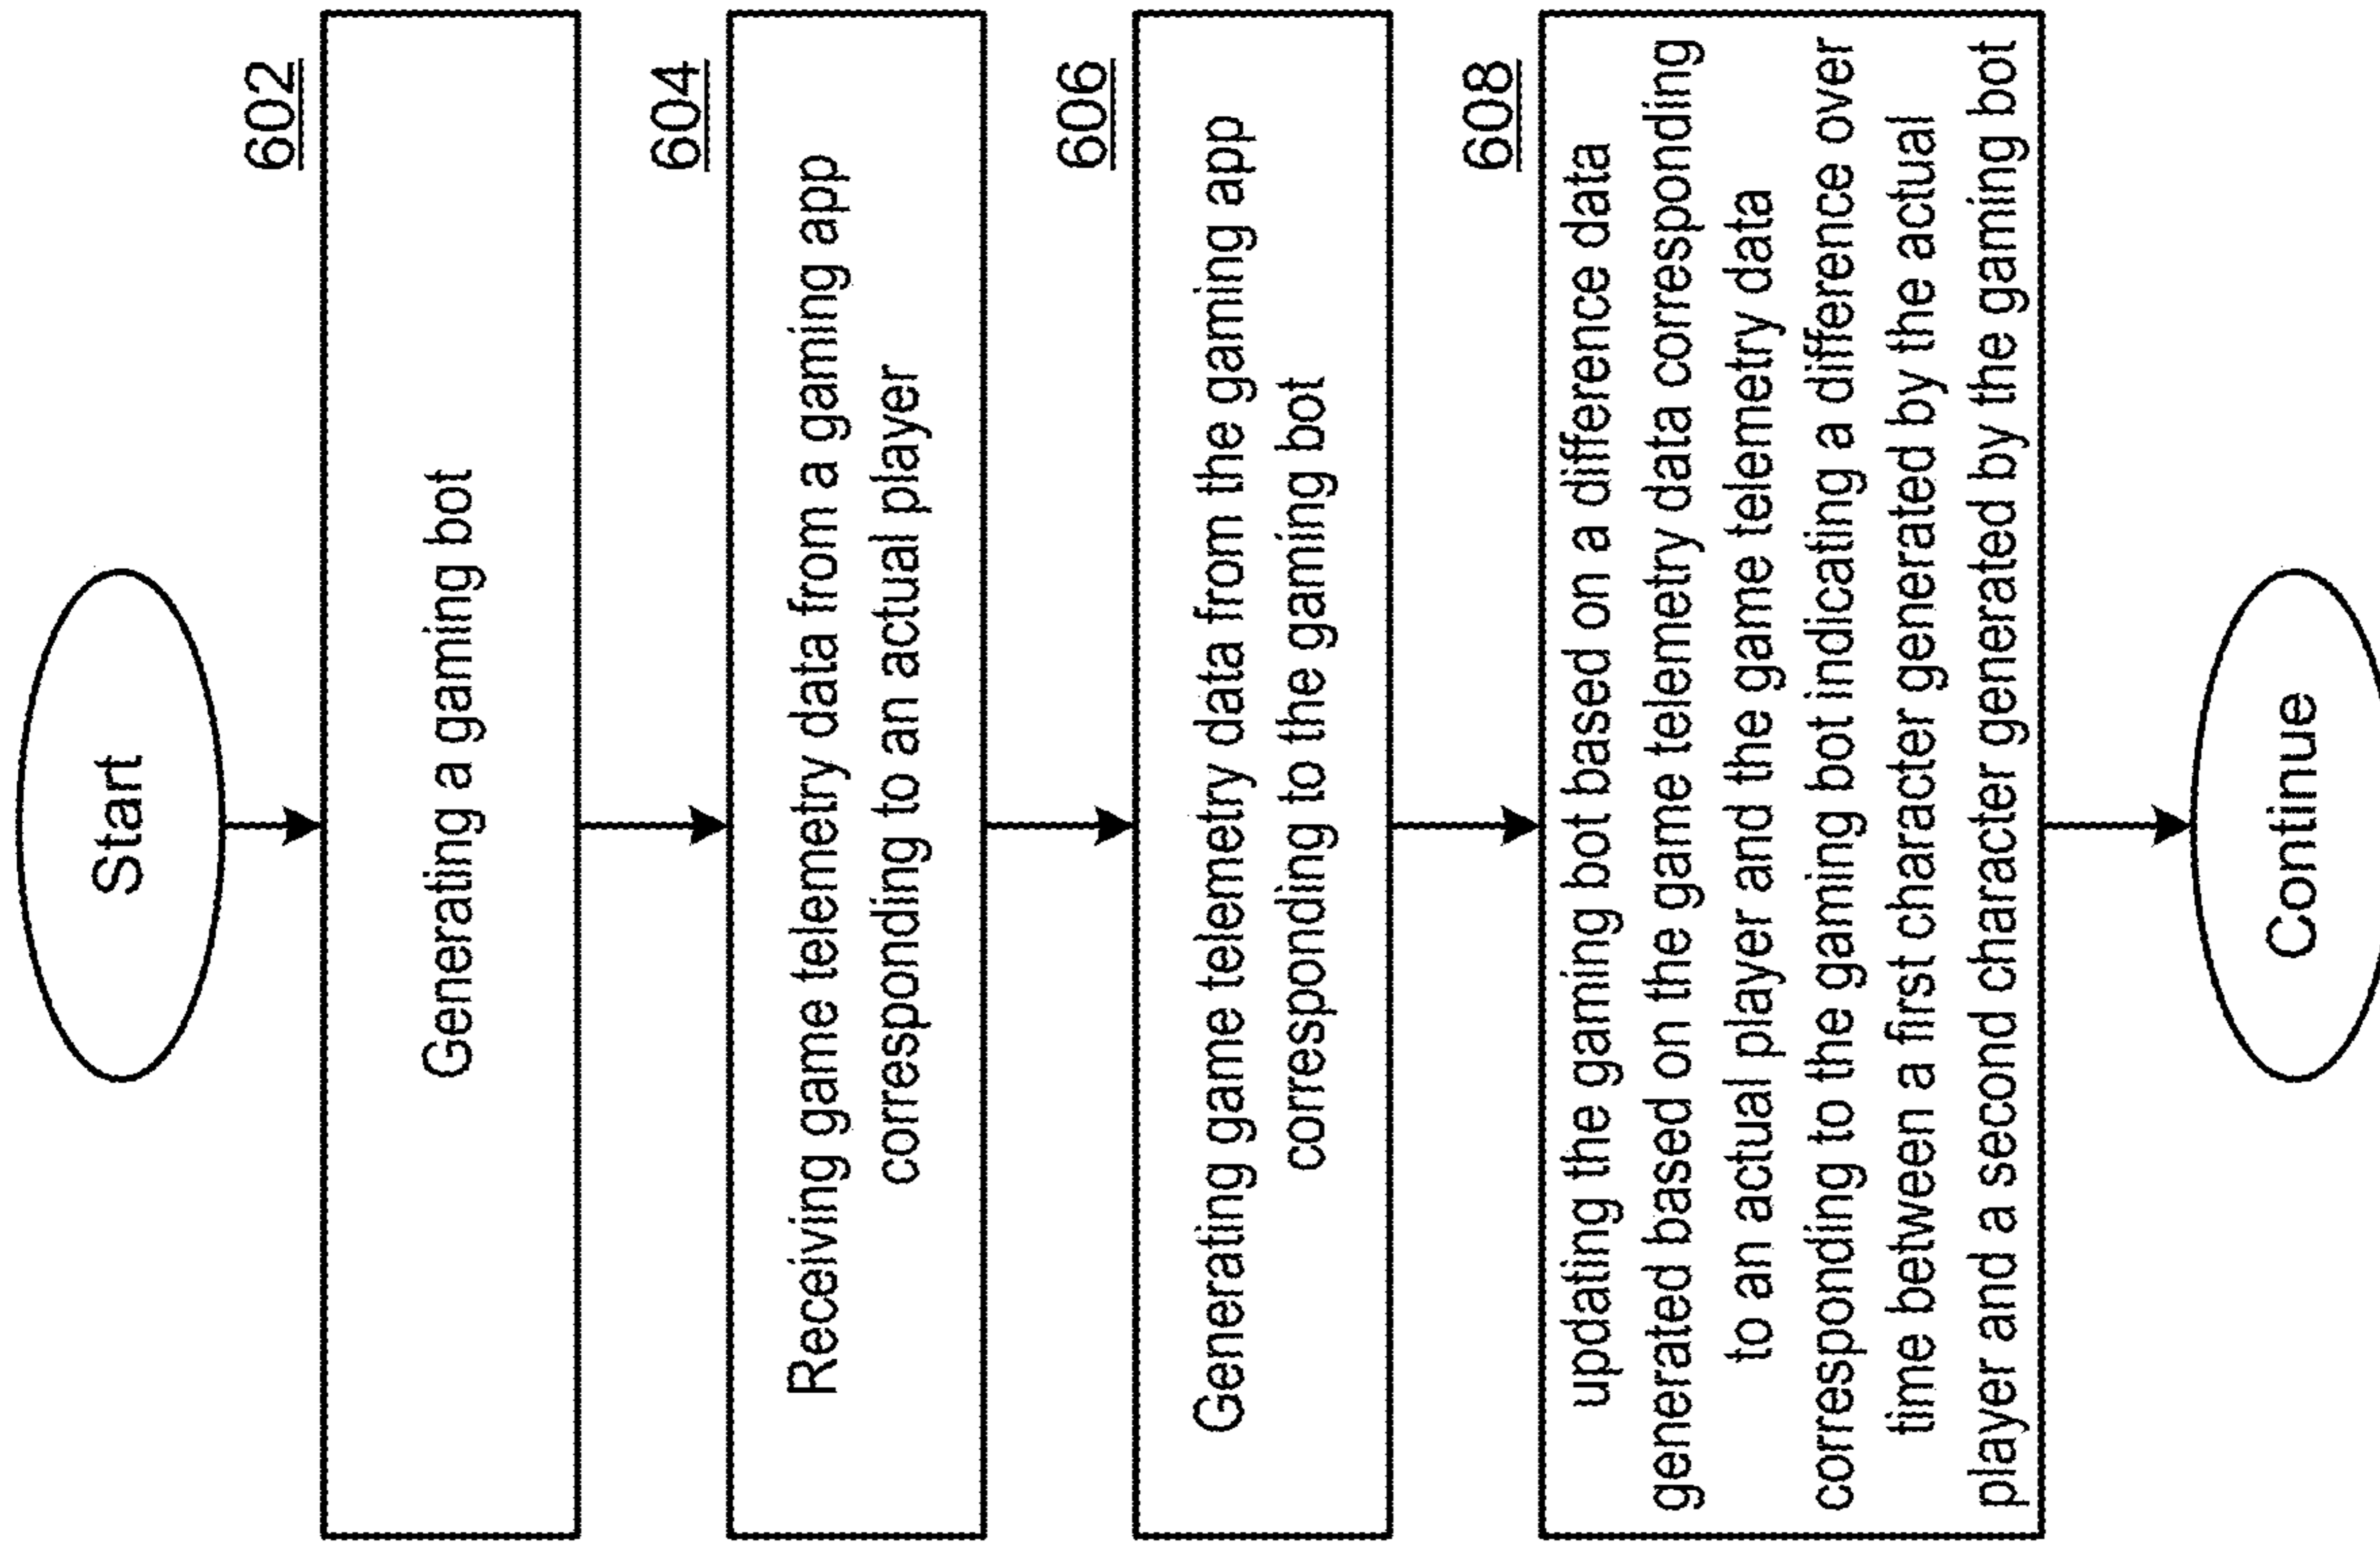 Start
602
Generating a gaming bot
604
Receiving game telemetry data from a gaming app
corresponding to an actual player
606
Generating game telemetry data from the gaming app
corresponding to the gaming bot
608
updating the gaming bot based on a difference data
generated based on the game telemetry data corresponding
to an actual player and the game telemetry data
corresponding to the gaming bot indicating a difference over
time between a first character generated by the actual
player and a second character generated by the gaming bot
Continue